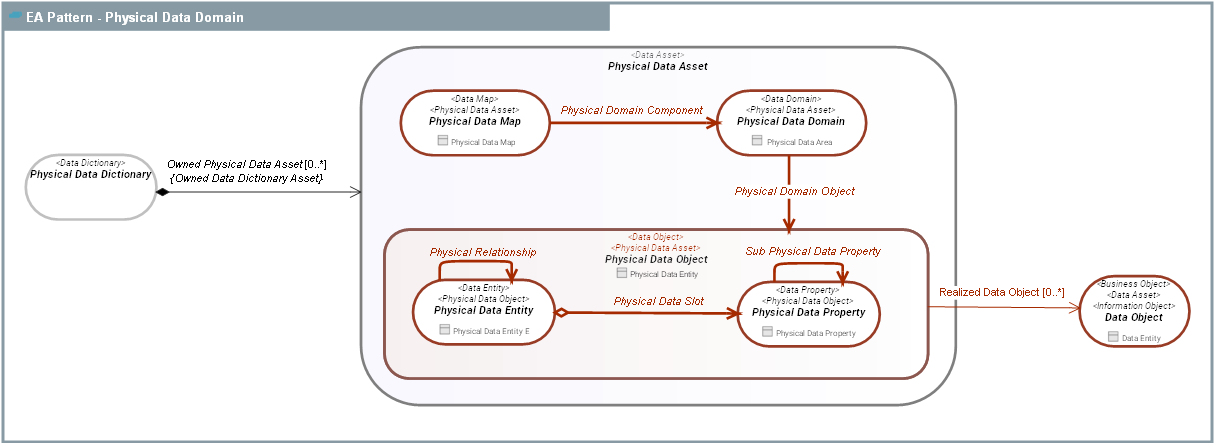 EA Pattern - Physical Data Domain
<Data Asset>
Physical Data Asset
<Data Map>
<Physical Data Asset>
Physical Data Map
Physical Data Map
Physical Domain Component
<Data Domain>
<Physical Data Asset>
Physical Data Domain
Physical Data Area
<Data Dictionary>
Physical Data Dictionary
Owned Physical Data Asset [0..*]
{Owned Data Dictionary Asset}
Physical Domain Object
<Data Object>
<Physical Data Asset>
Physical Data Object
Physical Data Entity
Physical Relationship
<Data Entity>
<Physical Data Object>
Physical Data Entity
Physical Data Entity E
Physical Data Slot
Sub Physical Data Property
<Data Property>
<Physical Data Object>
Physical Data Property
Physical Data Property
Realized Data Object [0..*]
<Business Object>
<Data Asset>
<Information Object>
Data Object
Data Entity